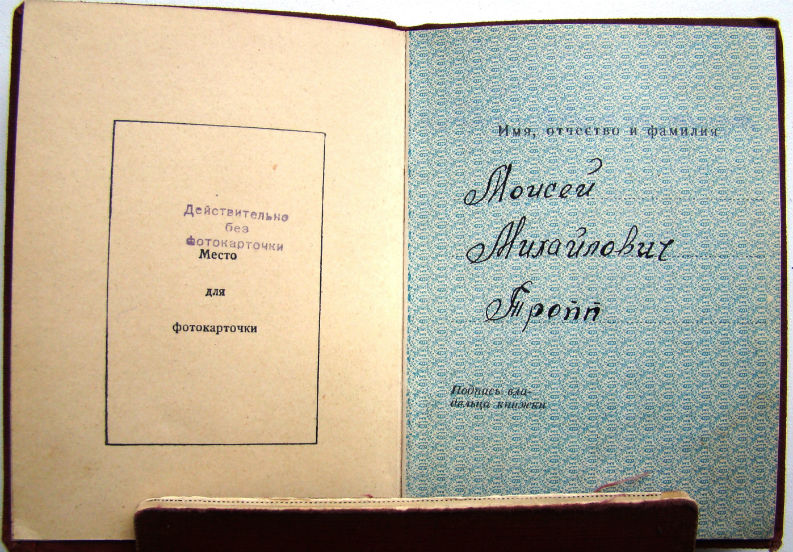 Действительно
без
фотокарточки
Место
для
фотокарточки
Имя, отчество и фамилия
Моисей
Михайлович
Тропп
Подпись вла-
дельца книжки